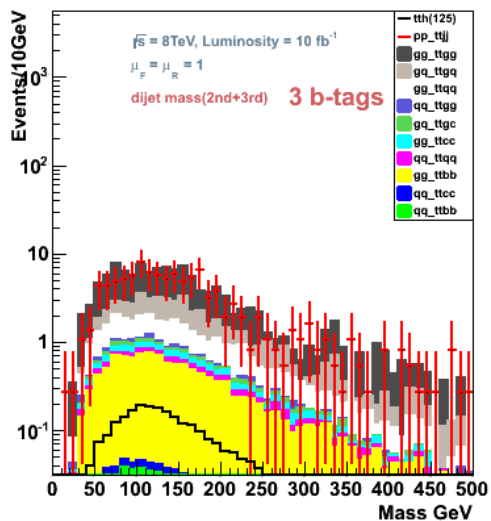 tth(125)
pp_ttjj
gg_ttgg
gq_ttgq
gg_ttqq
qq_ttgg
gq_ttgc
gg_ttcc
qq_ttqq
gg_ttbb
qq_ttcc
qq_ttbb
√s = 8TeV, Luminosity = 10 fb⁻¹
μF = μR = 1
dijet mass(2nd+3rd) 3 b-tags
Events/10GeV
10³
10²
10
1
10⁻¹
0 50 100 150 200 250 300 350 400 450 500
Mass GeV